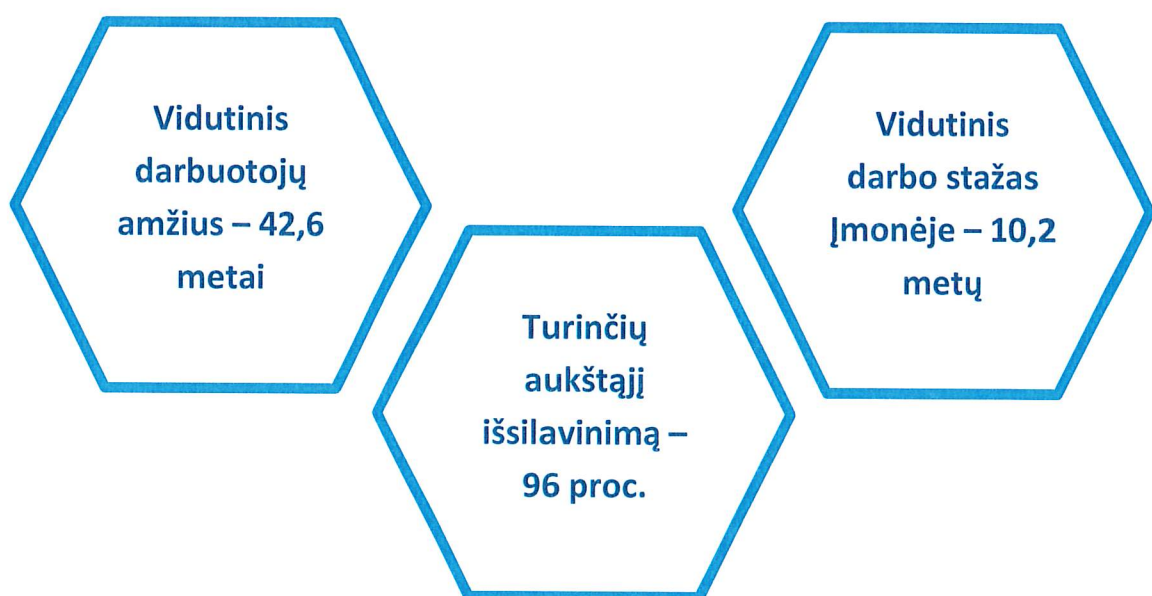 Vidutinis
darbuotojų
amžius – 42,6
metai
Turinčių
aukštąjį
išsilavinimą –
96 proc.
Vidutinis
darbo stažas
Įmonėje – 10,2
metų